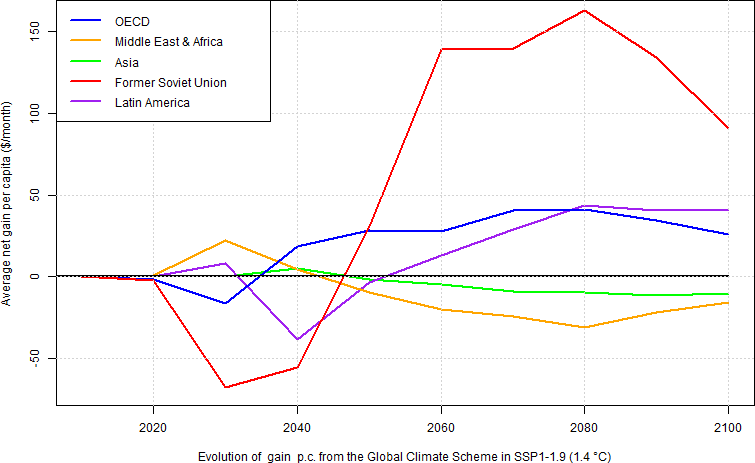 OECD
Middle East & Africa
Asia
Former Soviet Union
Latin America
Average net gain per capita ($/month)
150
100
50
0
-50
2020 2040 2060 2080 2100
Evolution of gain p.c. from the Global Climate Scheme in SSP1-1.9 (1.4 °C)